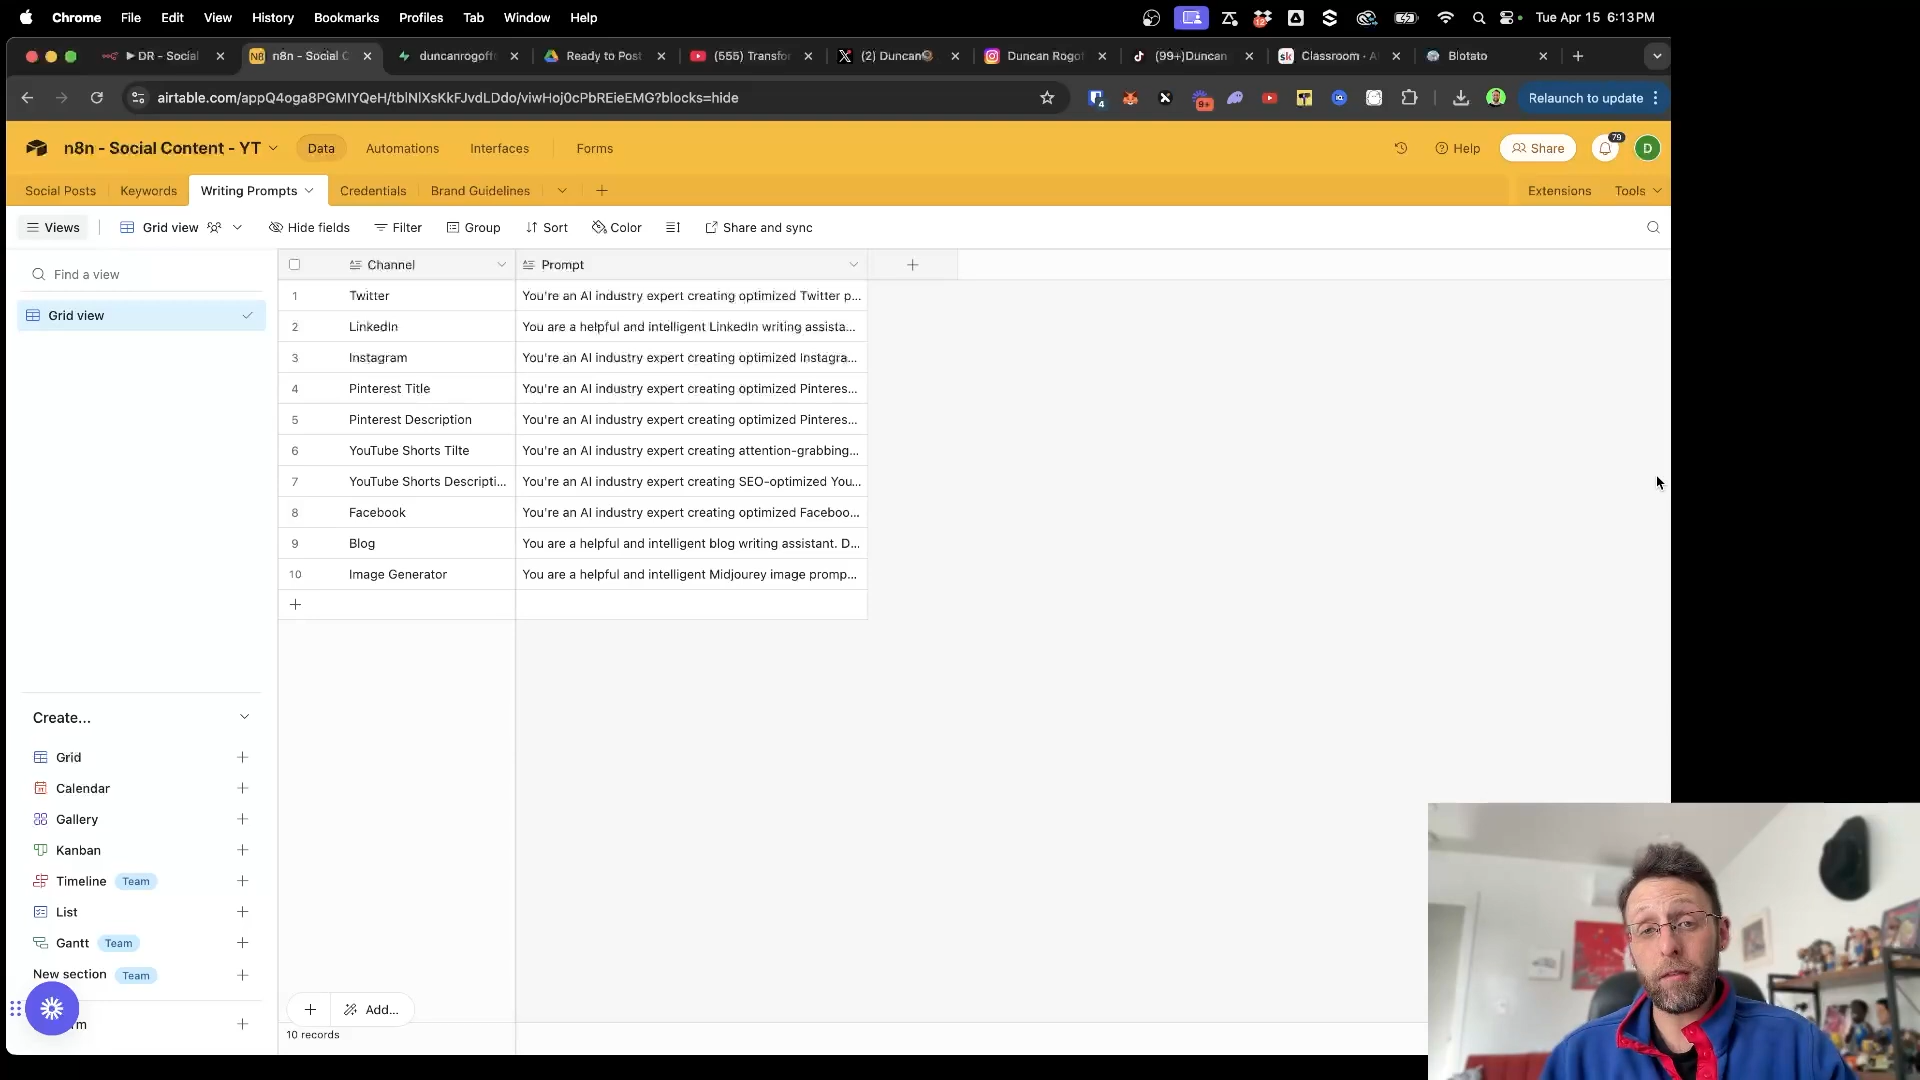 Chrome File Edit View History Bookmarks Profiles Tab Window Help Tue Apr 15 6:13 PM
DR - Social n8n - Social C duncanrogoff Ready to Post (555) Transfor (2) Duncan Duncan Rogof (99+) Duncan Classroom - A Blotato
airtable.com/appQ4oga8PGMIYQeH/tblNlXsKkFJvdLDdo/viwHoj0cPbREieEMG?blocks=hide Relaunch to update
n8n - Social Content - YT Data Automations Interfaces Forms Help Share 79 D
Social Posts Keywords Writing Prompts Credentials Brand Guidelines Extensions Tools
Views Grid view Hide fields Filter Group Sort Color Share and sync
Find a view
Grid view
Channel Prompt
1 Twitter You're an AI industry expert creating optimized Twitter p...
2 LinkedIn You are a helpful and intelligent LinkedIn writing assista...
3 Instagram You're an AI industry expert creating optimized Instagra...
4 Pinterest Title You're an AI industry expert creating optimized Pinteres...
5 Pinterest Description You're an AI industry expert creating optimized Pinteres...
6 YouTube Shorts Tilte You're an AI industry expert creating attention-grabbing...
7 YouTube Shorts Descripti... You're an AI industry expert creating SEO-optimized You...
8 Facebook You're an AI industry expert creating optimized Faceboo...
9 Blog You are a helpful and intelligent blog writing assistant. D...
10 Image Generator You are a helpful and intelligent Midjourey image promp...
Create...
Grid
Calendar
Gallery
Kanban
Timeline Team
List
Gantt Team
New section Team
rm
Add...
10 records